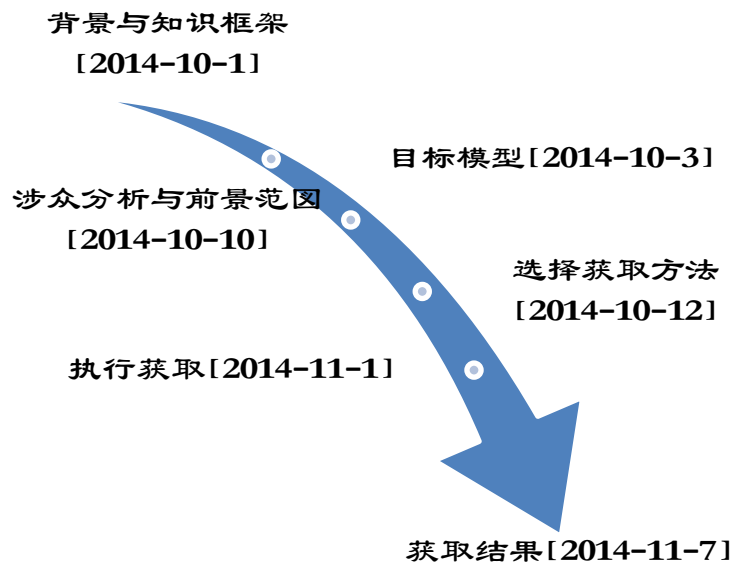 背景与知识框架
[2014-10-1]
目标模型[2014-10-3]
涉众分析与前景范围
[2014-10-10]
选择获取方法
[2014-10-12]
执行获取[2014-11-1]
获取结果[2014-11-7]